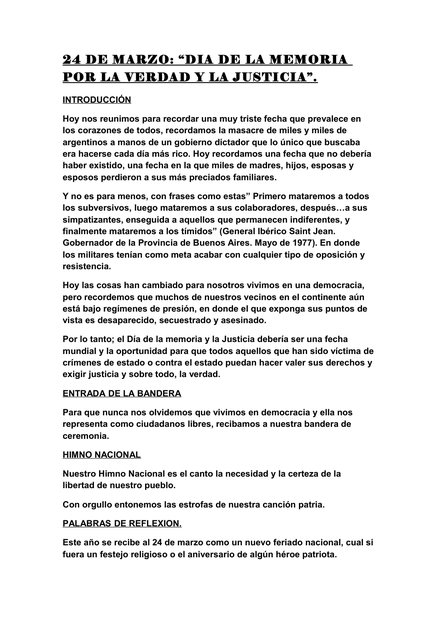 24 DE MARZO: “DIA DE LA MEMORIA
POR LA VERDAD Y LA JUSTICIA”.
INTRODUCCIÓN
Hoy nos reunimos para recordar una muy triste fecha que prevalece en
los corazones de todos, recordamos la masacre de miles y miles de
argentinos a manos de un gobierno dictador que lo único que buscaba
era hacerse cada día más rico. Hoy recordamos una fecha que no debería
haber existido, una fecha en la que miles de madres, hijos, esposas y
esposos perdieron a sus más preciados familiares.
Y no es para menos, con frases como estas” Primero mataremos a todos
los subversivos, luego mataremos a sus colaboradores, después…a sus
simpatizantes, enseguida a aquellos que permanecen indiferentes, y
finalmente mataremos a los tímidos” (General Ibérico Saint Jean.
Gobernador de la Provincia de Buenos Aires. Mayo de 1977). En donde
los militares tenían como meta acabar con cualquier tipo de oposición y
resistencia.
Hoy las cosas han cambiado para nosotros vivimos en una democracia,
pero recordemos que muchos de nuestros vecinos en el continente aún
está bajo regímenes de presión, en donde el que exponga sus puntos de
vista es desaparecido, secuestrado y asesinado.
Por lo tanto; el Día de la memoria y la Justicia debería ser una fecha
mundial y la oportunidad para que todos aquellos que han sido víctima de
crímenes de estado o contra el estado puedan hacer valer sus derechos y
exigir justicia y sobre todo, la verdad.
ENTRADA DE LA BANDERA
Para que nunca nos olvidemos que vivimos en democracia y ella nos
representa como ciudadanos libres, recibamos a nuestra bandera de
ceremonia.
HIMNO NACIONAL
Nuestro Himno Nacional es el canto la necesidad y la certeza de la
libertad de nuestro pueblo.
Con orgullo entonemos las estrofas de nuestra canción patria.
PALABRAS DE REFLEXION.
Este año se recibe al 24 de marzo como un nuevo feriado nacional, cual si
fuera un festejo religioso o el aniversario de algún héroe patriota.